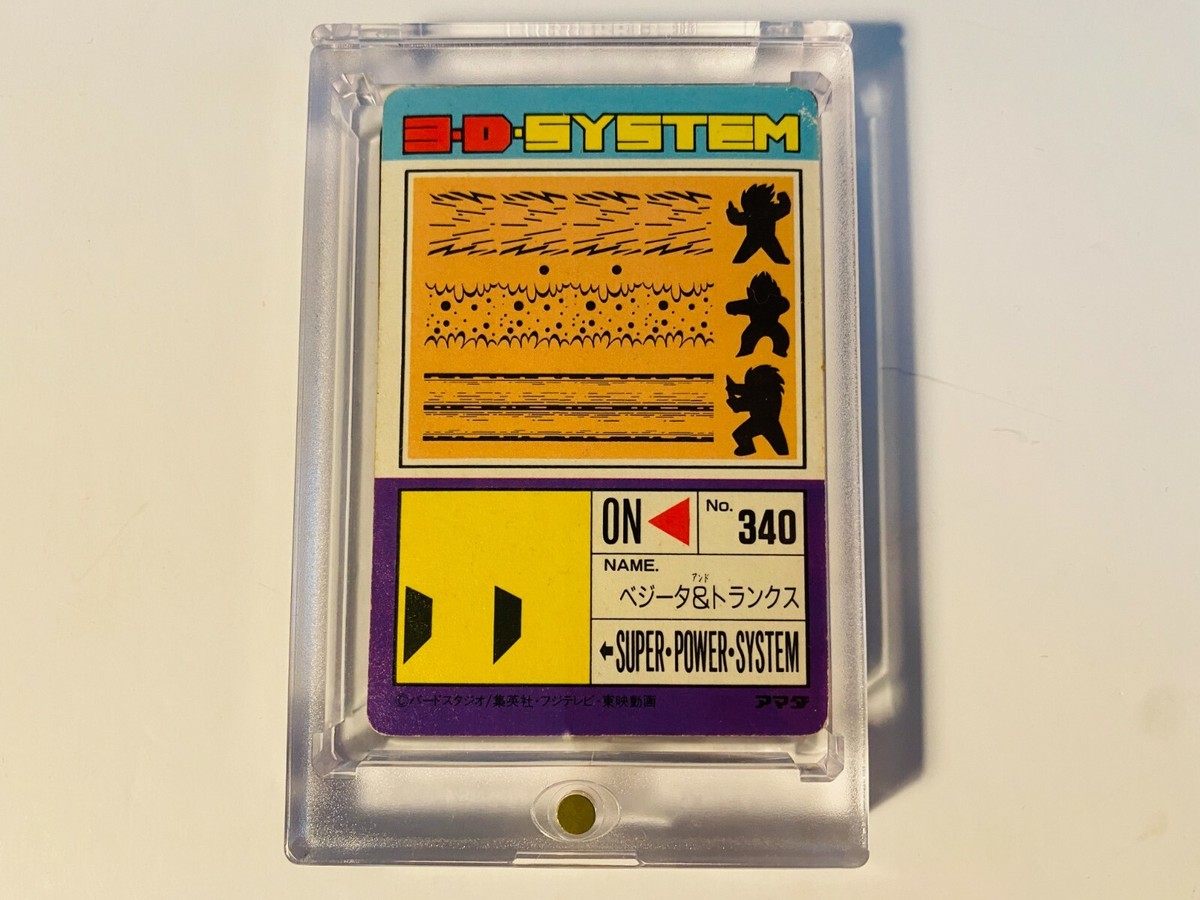 3·D·SYSTEM
ON
No. 340
NAME.
アンド
ベジータ&トランクス
SUPER·POWER·SYSTEM
©バードスタジオ/集英社・フジテレビ・東映動画
アマダ